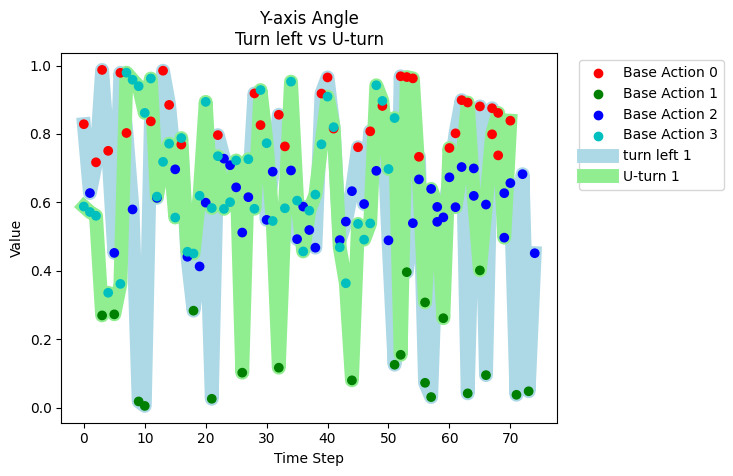 Y-axis Angle
Turn left vs U-turn
1.0
0.8
0.6
0.4
0.2
0.0
Value
0 10 20 30 40 50 60 70
Time Step
Base Action 0
Base Action 1
Base Action 2
Base Action 3
turn left 1
U-turn 1